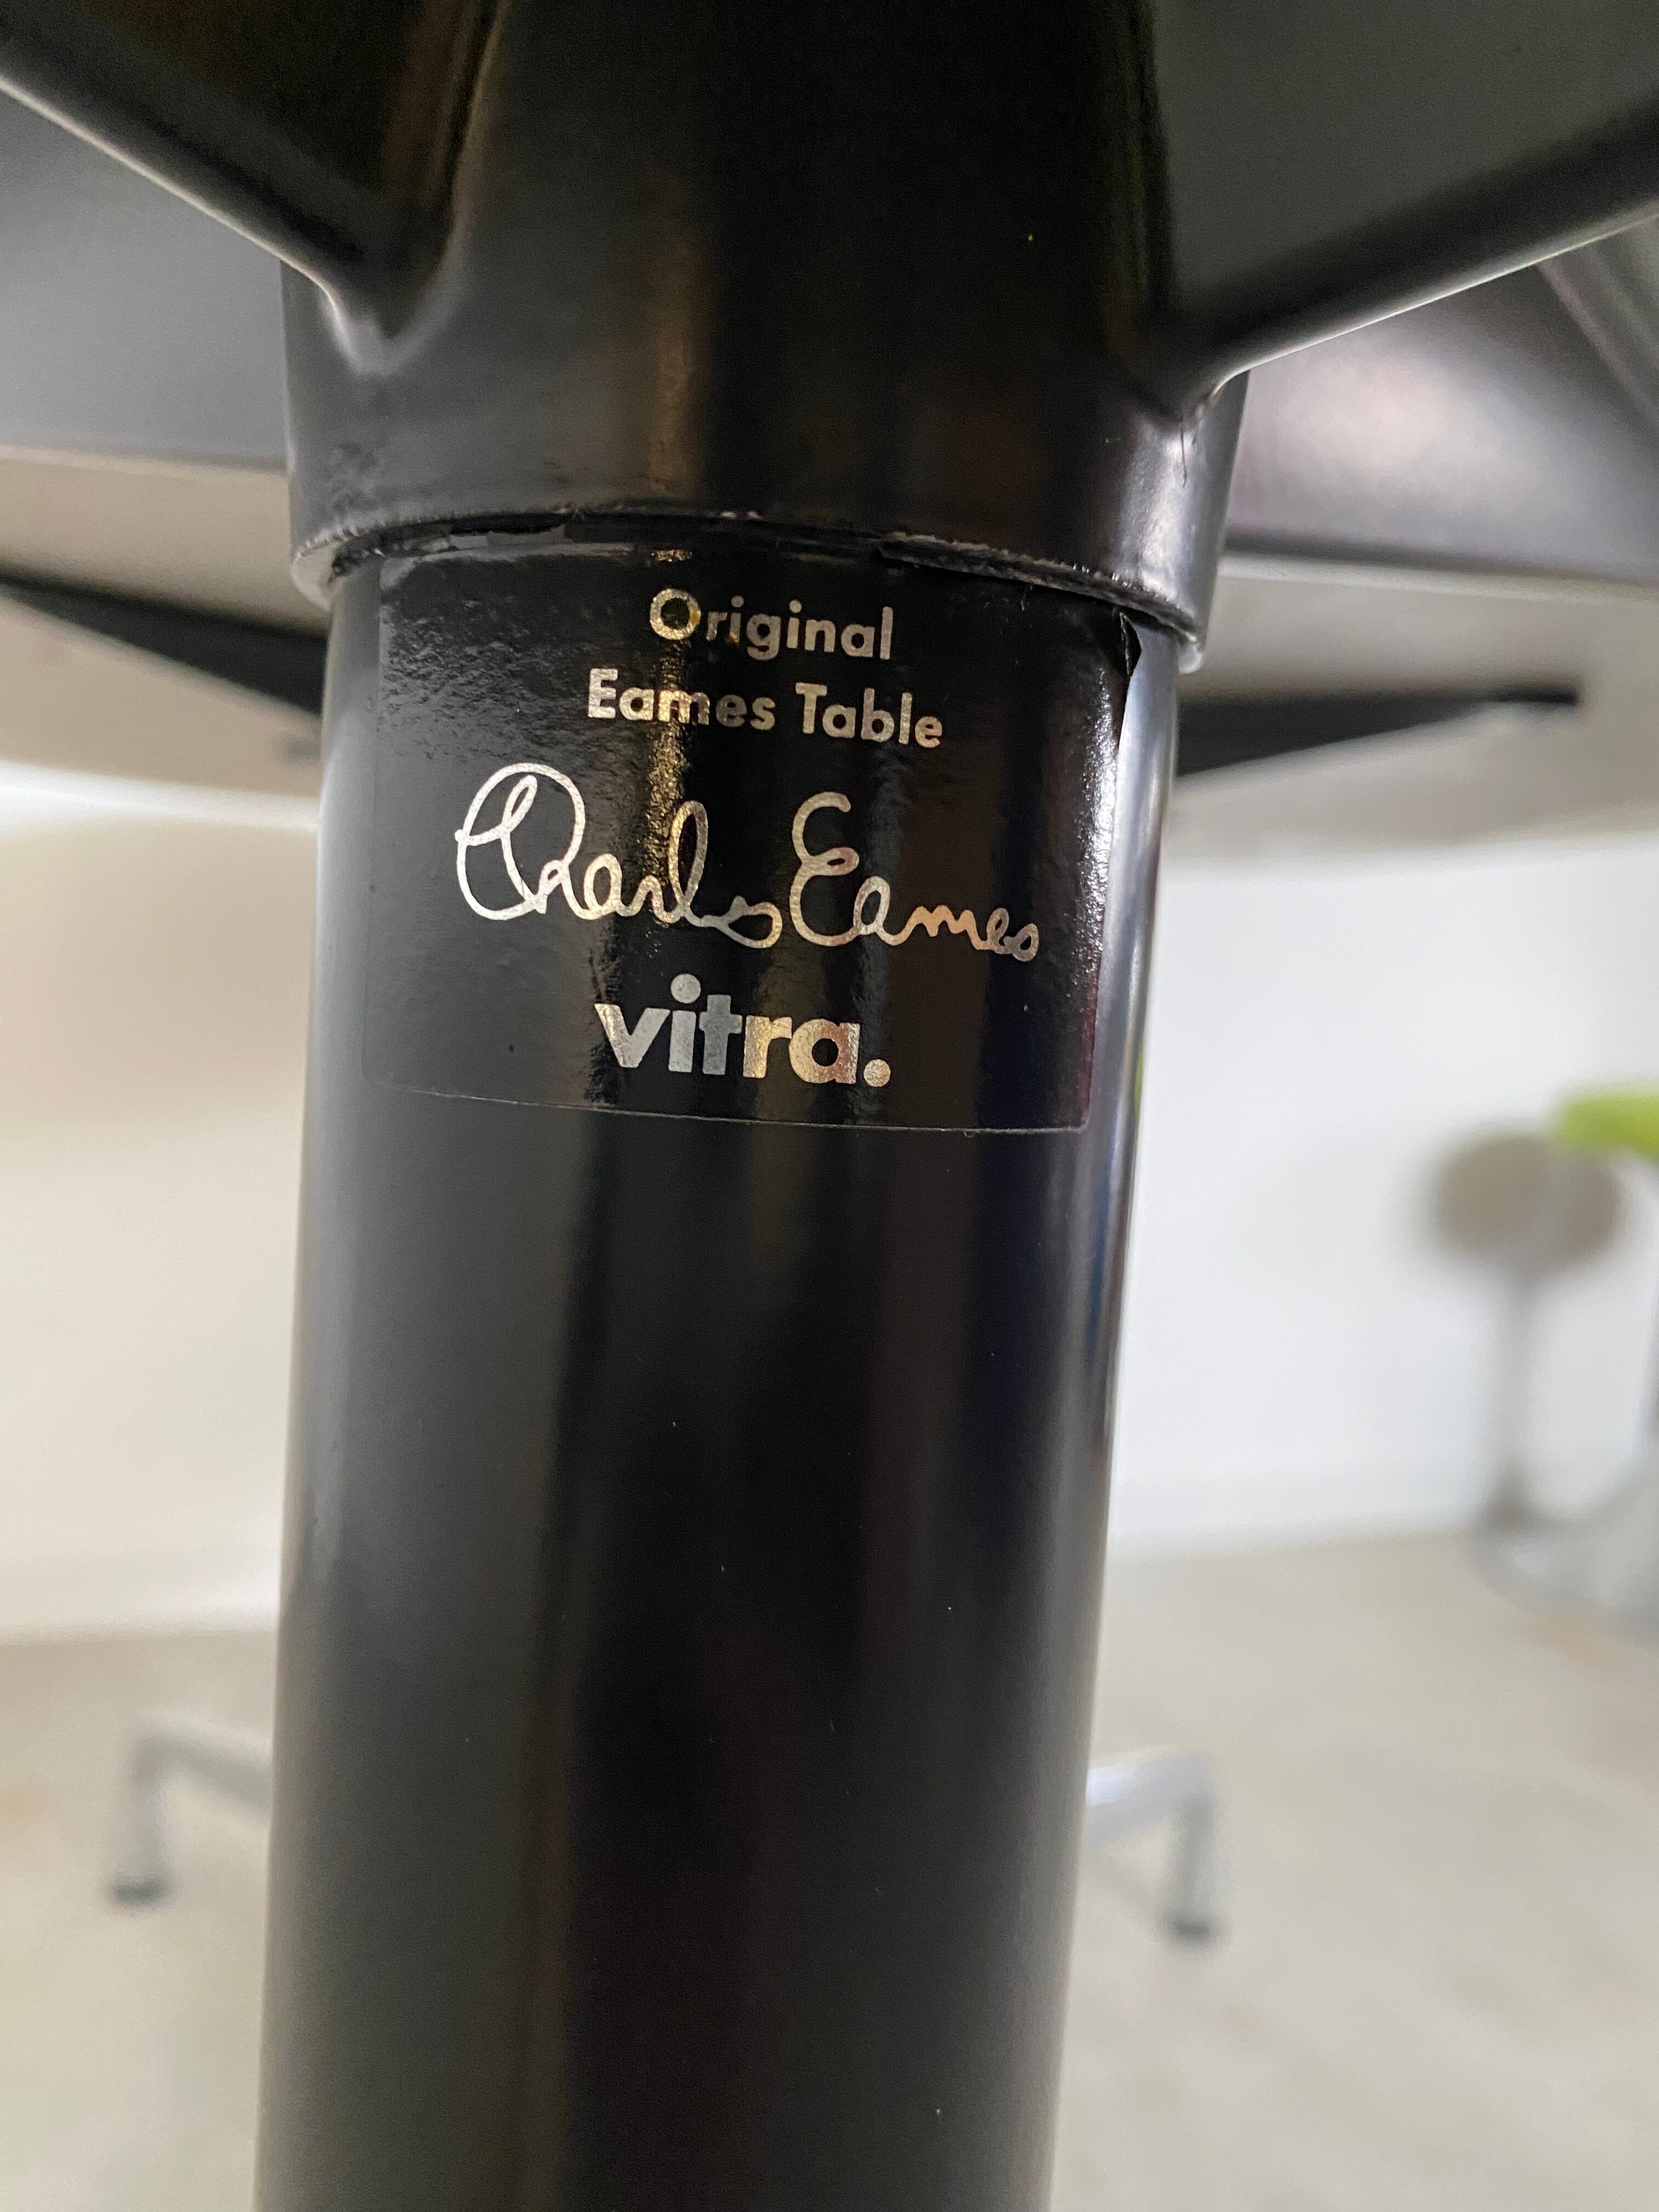 Original
Eames Table
Charles Eames
vitra.